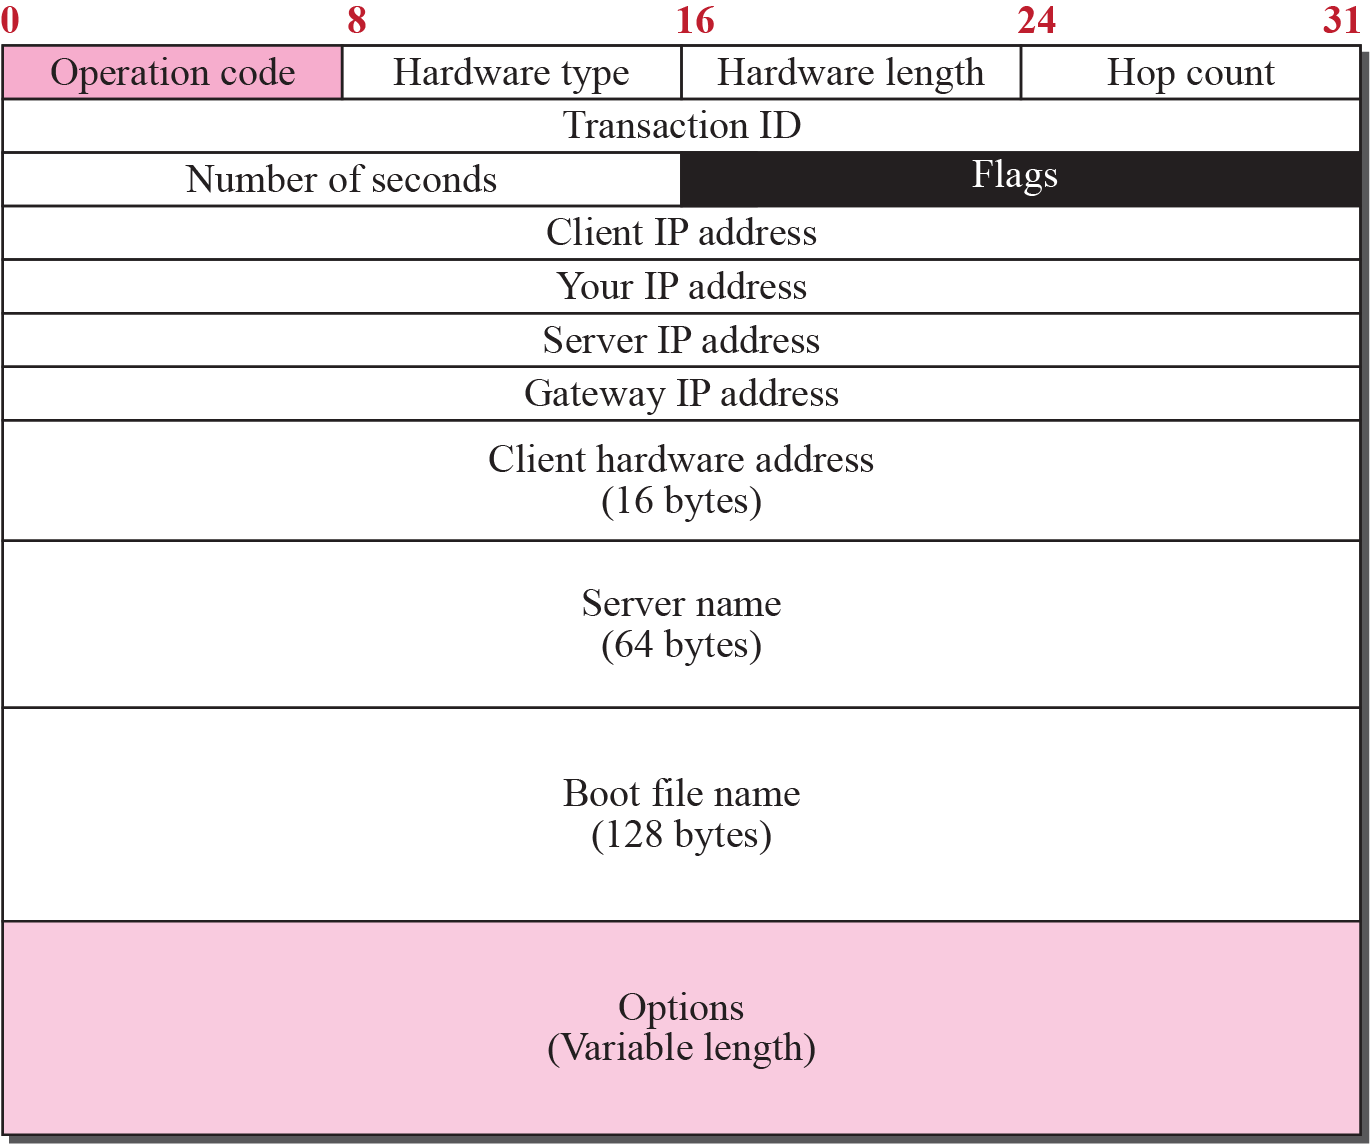 0 8 16 24 31
Operation code Hardware type Hardware length Hop count
Transaction ID
Number of seconds Flags
Client IP address
Your IP address
Server IP address
Gateway IP address
Client hardware address
(16 bytes)
Server name
(64 bytes)
Boot file name
(128 bytes)
Options
(Variable length)